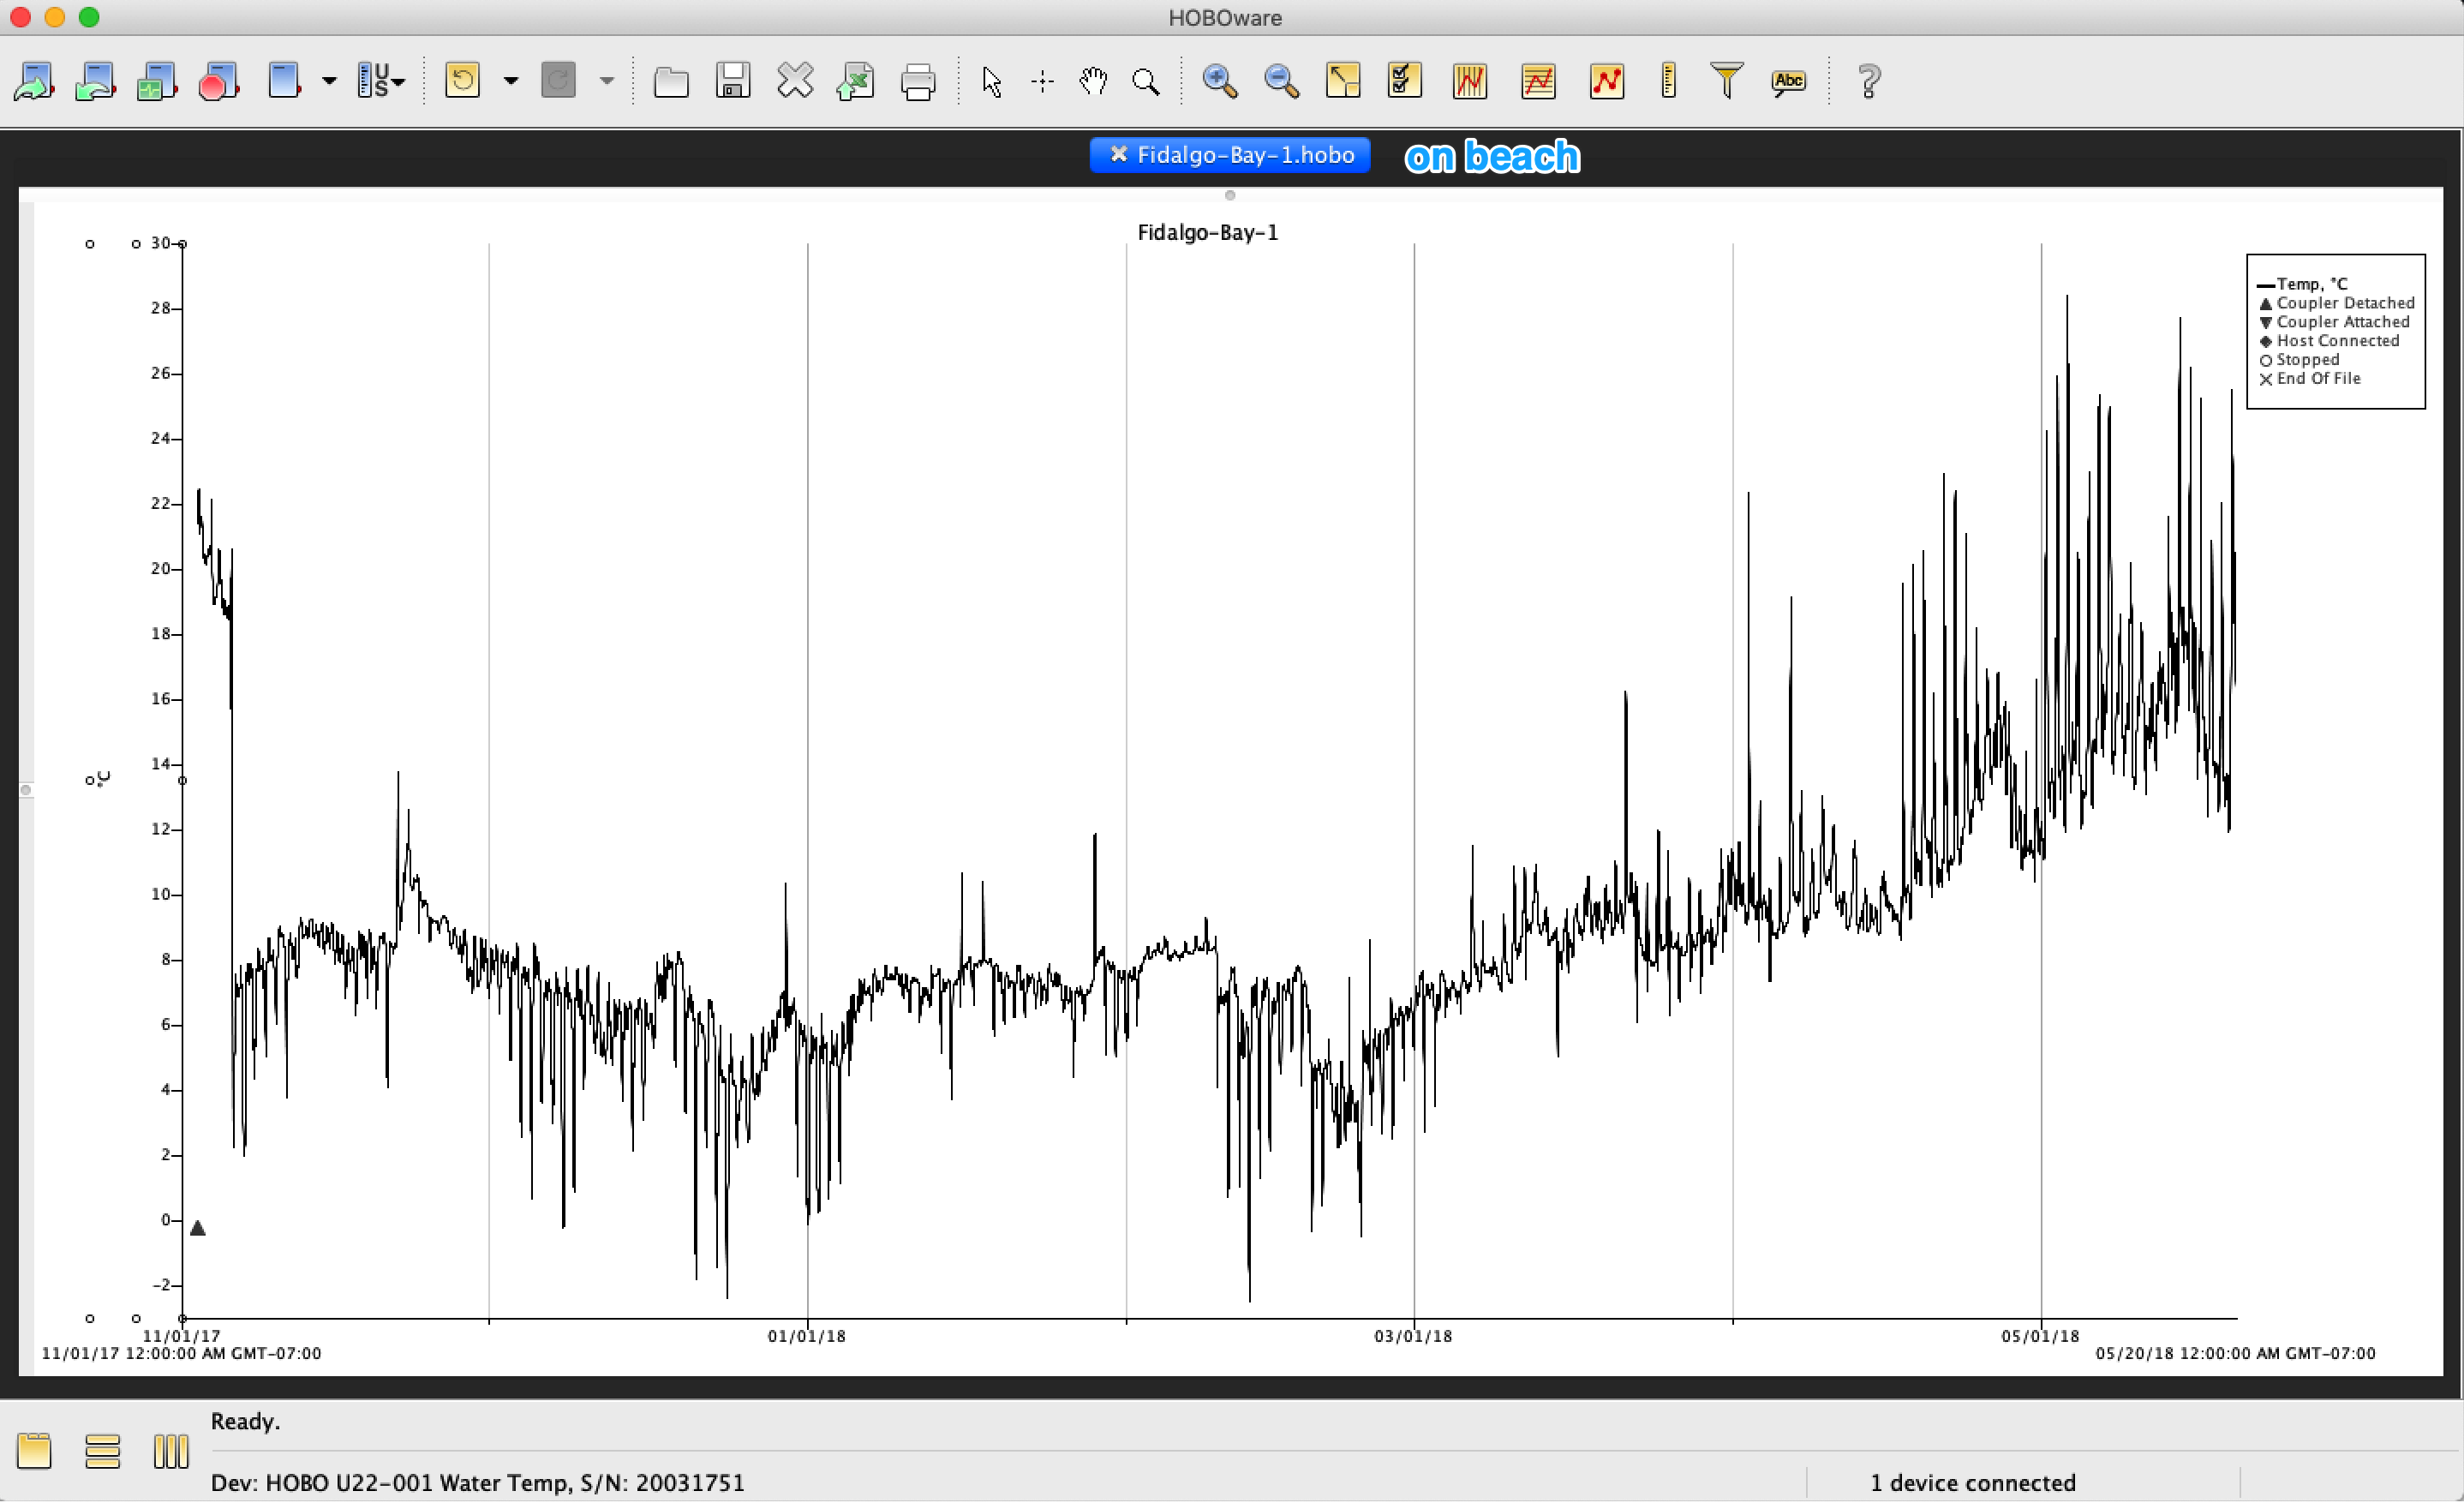 HOBOware
US
Abc
?
Fidalgo-Bay-1.hobo
on beach
Fidalgo-Bay-1
30
28
26
24
22
20
18
16
14
12
10
8
6
4
2
0
-2
°C
Temp, °C
Coupler Detached
Coupler Attached
Host Connected
Stopped
End Of File
11/01/17 01/01/18 03/01/18 05/01/18
11/01/17 12:00:00 AM GMT-07:00 05/20/18 12:00:00 AM GMT-07:00
Ready.
Dev: HOBO U22-001 Water Temp, S/N: 20031751 1 device connected